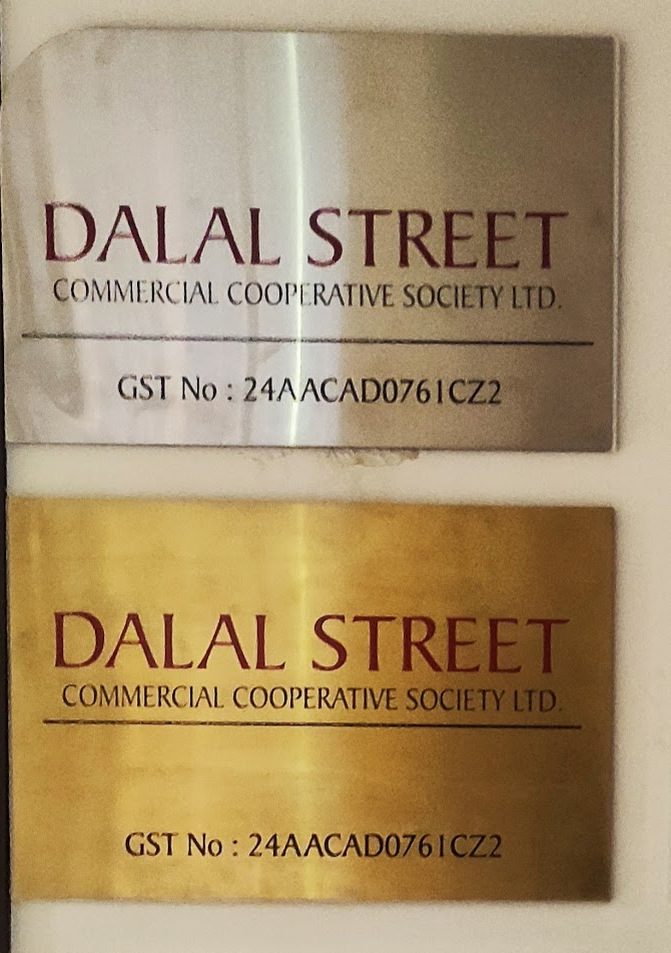 DALAL STREET
COMMERCIAL COOPERATIVE SOCIETY LTD.
GST No : 24AACAD0761CZ2
DALAL STREET
COMMERCIAL COOPERATIVE SOCIETY LTD.
GST No : 24AACAD0761CZ2